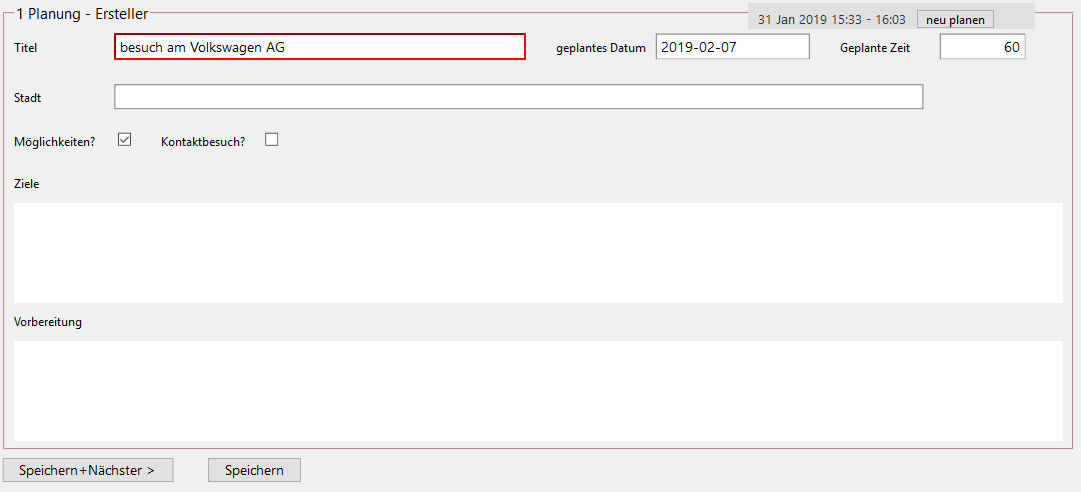 1 Planung - Ersteller
31 Jan 2019 15:33 - 16:03 neu planen
Titel besuch am Volkswagen AG geplantes Datum 2019-02-07 Geplante Zeit 60
Stadt
Möglichkeiten? Kontaktbesuch?
Ziele
Vorbereitung
Speichern+Nächster > Speichern